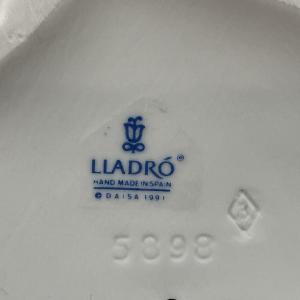 LLADRÓ®
HAND MADE IN SPAIN
© DAISA 1991
5898